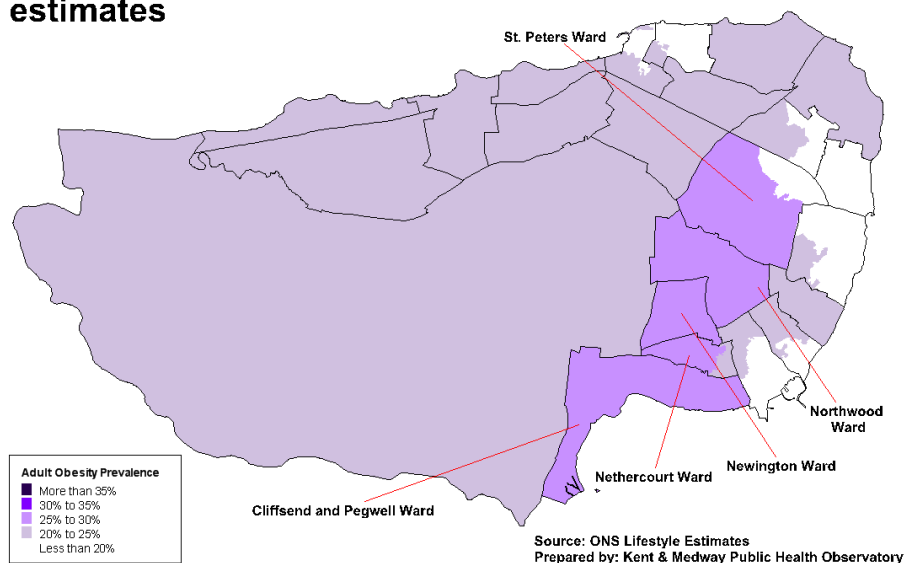 estimates
St. Peters Ward
Northwood
Ward
Newington Ward
Nethercourt Ward
Cliffsend and Pegwell Ward
Adult Obesity Prevalence
More than 35%
30% to 35%
25% to 30%
20% to 25%
Less than 20%
Source: ONS Lifestyle Estimates
Prepared by: Kent & Medway Public Health Observatory